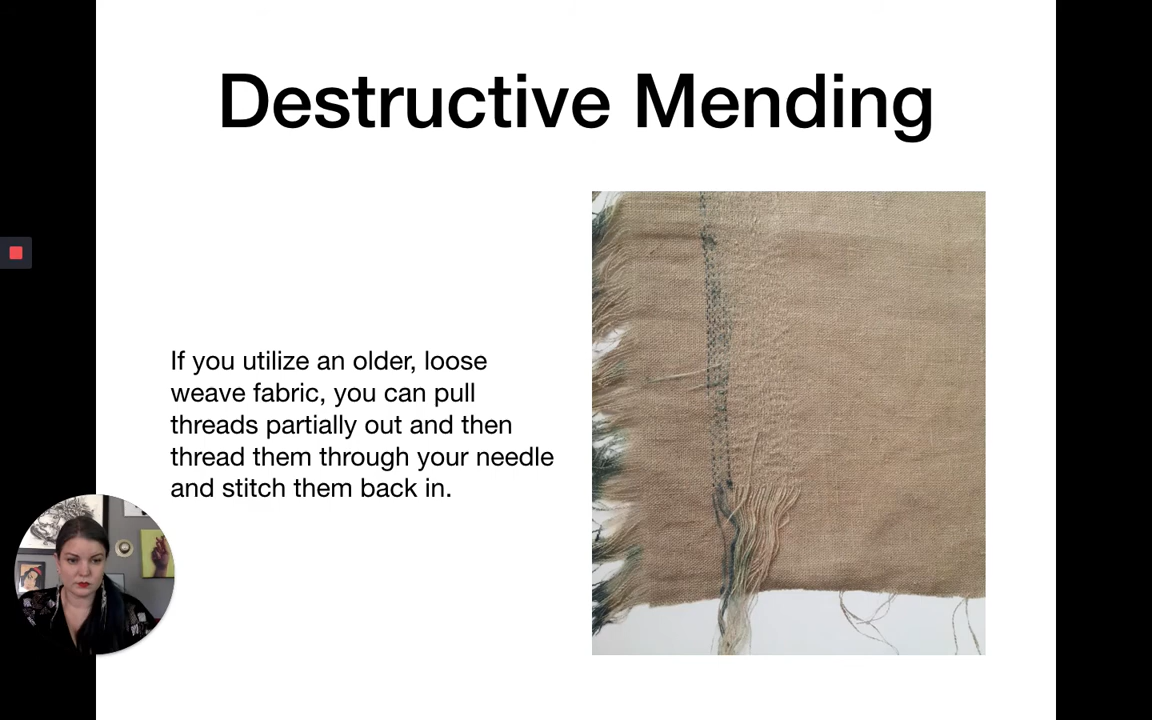 Destructive Mending
If you utilize an older, loose
weave fabric, you can pull
threads partially out and then
thread them through your needle
and stitch them back in.